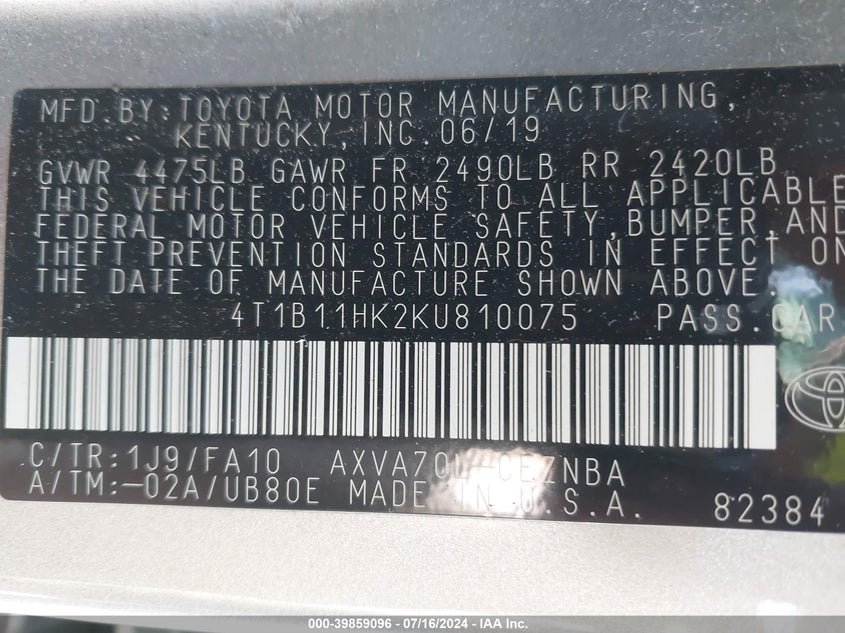 MFD. BY: TOYOTA MOTOR MANUFACTURING,
KENTUCKY, INC. 06/19
GVWR 4475LB GAWR FR 2490LB RR 2420LB
THIS VEHICLE CONFORMS TO ALL APPLICABLE
FEDERAL MOTOR VEHICLE SAFETY, BUMPER, AND
THEFT PREVENTION STANDARDS IN EFFECT ON
THE DATE OF MANUFACTURE SHOWN ABOVE.
4T1B11HK2KU810075 PASS.CAR
C/TR: 1J9/FA10 AXVA70L-CEZNBA
A/TM: -02A/UB80E MADE IN U.S.A. 82384
000-39859096 - 07/16/2024 - IAA Inc.